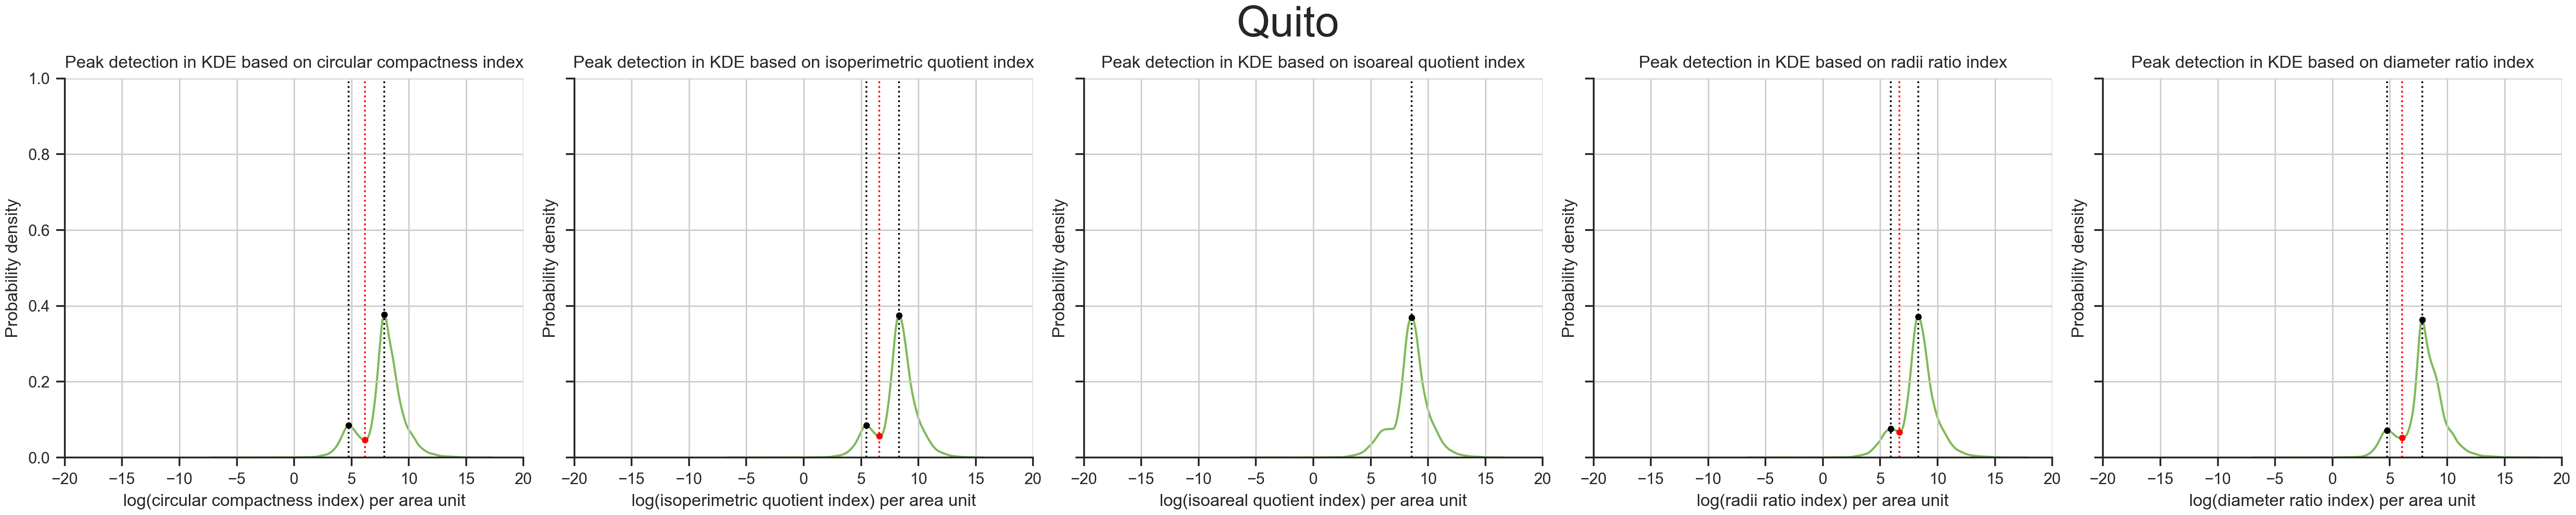 Quito
Peak detection in KDE based on circular compactness index
Probability density
1.0
0.8
0.6
0.4
0.2
0.0
−20 −15 −10 −5 0 5 10 15 20
log(circular compactness index) per area unit
Peak detection in KDE based on isoperimetric quotient index
Probability density
−20 −15 −10 −5 0 5 10 15 20
log(isoperimetric quotient index) per area unit
Peak detection in KDE based on isoareal quotient index
Probability density
−20 −15 −10 −5 0 5 10 15 20
log(isoareal quotient index) per area unit
Peak detection in KDE based on radii ratio index
Probability density
−20 −15 −10 −5 0 5 10 15 20
log(radii ratio index) per area unit
Peak detection in KDE based on diameter ratio index
Probability density
−20 −15 −10 −5 0 5 10 15 20
log(diameter ratio index) per area unit